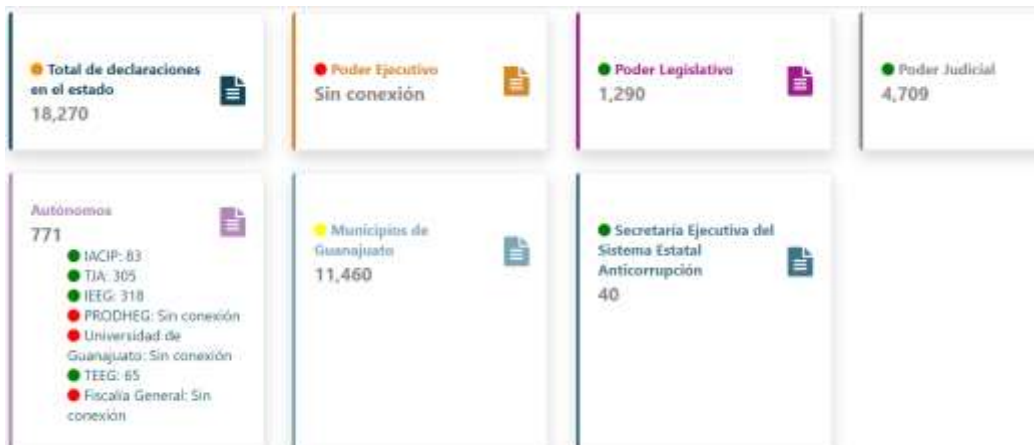 Total de declaraciones
en el estado
18,270
Poder Ejecutivo
Sin conexión
Poder Legislativo
1,290
Poder Judicial
4,709
Autónomos
771
IACIP: 83
TJA: 305
IEEG: 318
PRODHEG: Sin conexión
Universidad de
Guanajuato: Sin conexión
TEEG: 65
Fiscalía General: Sin
conexión
Municipios de
Guanajuato
11,460
Secretaría Ejecutiva del
Sistema Estatal
Anticorrupción
40